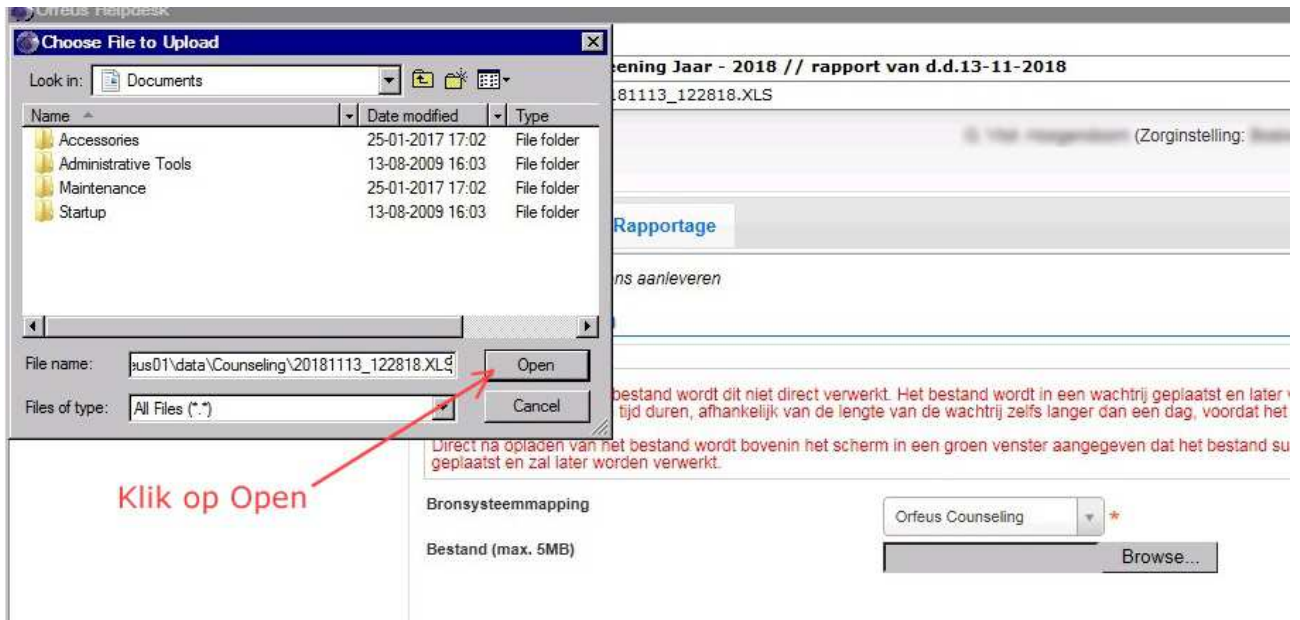 Orfeus Helpdesk
Choose File to Upload
Look in: Documents
Name Date modified Type
Accessories 25-01-2017 17:02 File folder
Administrative Tools 13-08-2009 16:03 File folder
Maintenance 25-01-2017 17:02 File folder
Startup 13-08-2009 16:03 File folder
File name: eus01\data\Counseling\20181113_122818.XLS Open
Files of type: All Files (*.*) Cancel
ening Jaar - 2018 // rapport van d.d.13-11-2018
81113_122818.XLS
(Zorginstelling:
Rapportage
ns aanleveren
bestand wordt dit niet direct verwerkt. Het bestand wordt in een wachtrij geplaatst en later
tijd duren, afhankelijk van de lengte van de wachtrij zelfs langer dan een dag, voordat het
Direct na opladen van het bestand wordt bovenin het scherm in een groen venster aangegeven dat het bestand su
geplaatst en zal later worden verwerkt.
Klik op Open
Bronsysteemmapping Orfeus Counseling *
Bestand (max. 5MB) Browse...